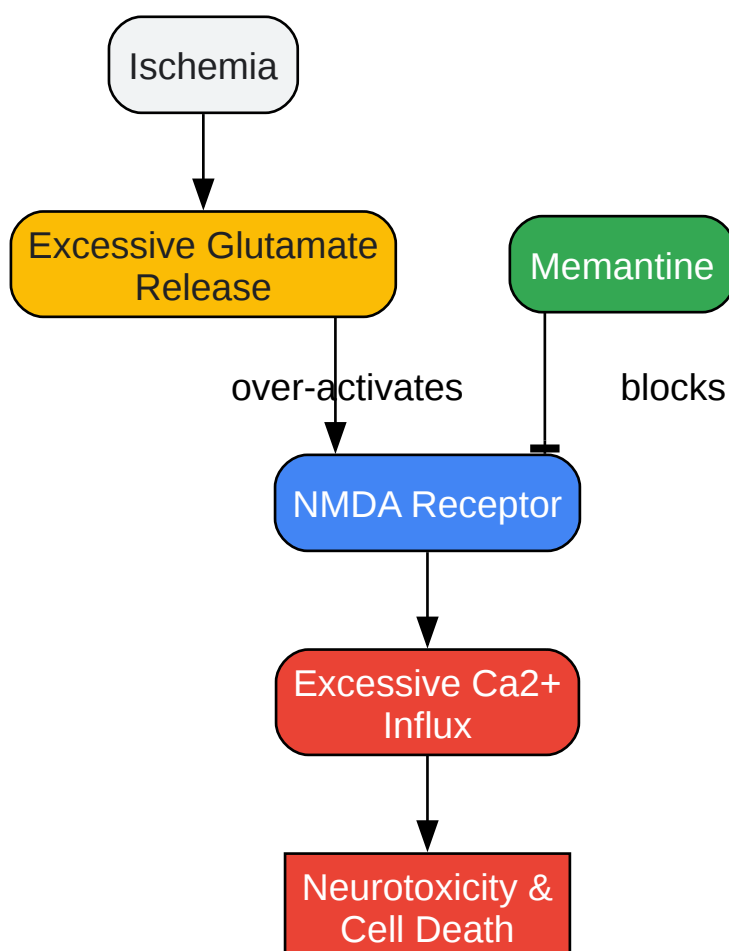 Ischemia
Excessive Glutamate
Release
Memantine
over-activates
blocks
NMDA Receptor
Excessive Ca2+
Influx
Neurotoxicity &
Cell Death